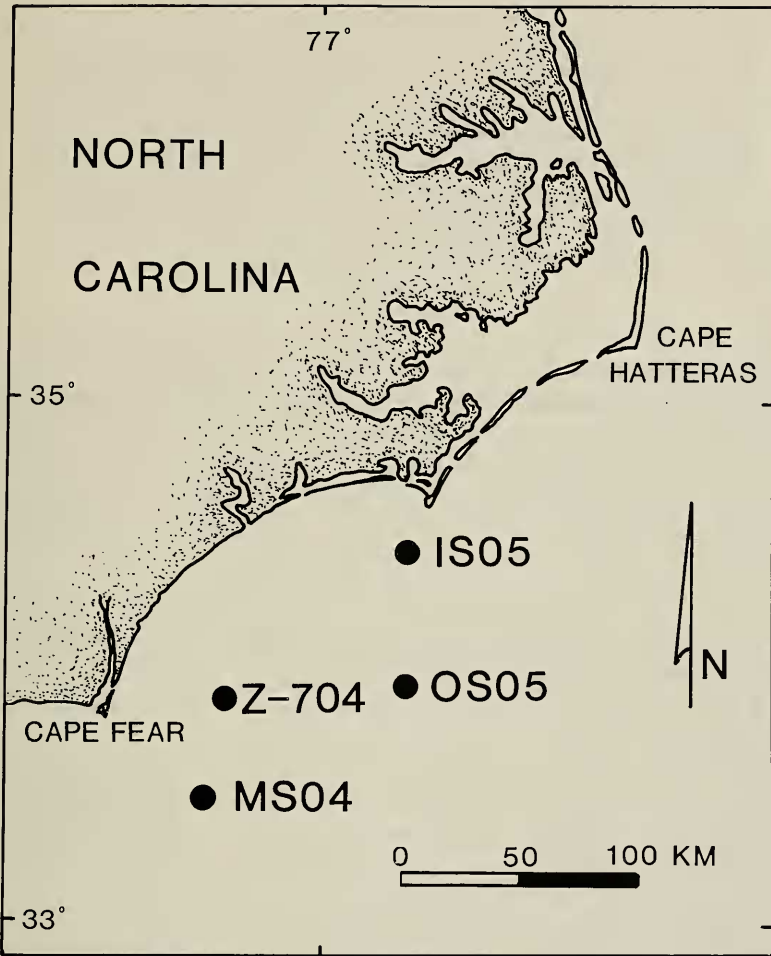 77°
NORTH
CAROLINA
CAPE
HATTERAS
35°
IS05
N
OS05
Z-704
CAPE FEAR
MS04
0 50 100 KM
33°